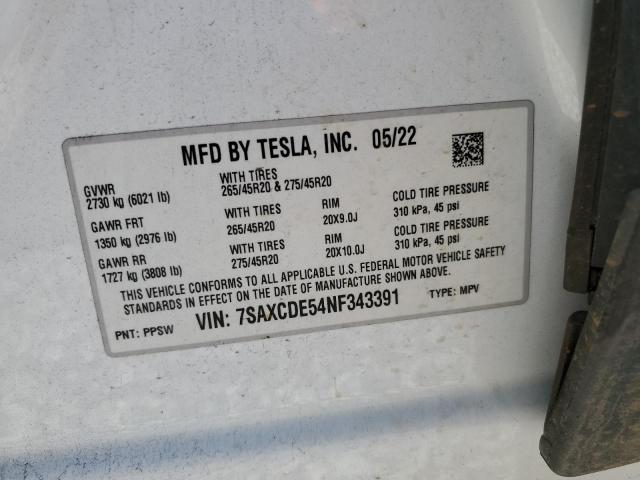 MFD BY TESLA, INC. 05/22
GVWR
2730 kg (6021 lb)
WITH TIRES
265/45R20 & 275/45R20
GAWR FRT
1350 kg (2976 lb)
WITH TIRES
265/45R20
RIM
20X9.0J
COLD TIRE PRESSURE
310 kPa, 45 psi
GAWR RR
1727 kg (3808 lb)
WITH TIRES
275/45R20
RIM
20X10.0J
COLD TIRE PRESSURE
310 kPa, 45 psi
THIS VEHICLE CONFORMS TO ALL APPLICABLE U.S. FEDERAL MOTOR VEHICLE SAFETY
STANDARDS IN EFFECT ON THE DATE OF MANUFACTURE SHOWN ABOVE.
PNT: PPSW VIN: 7SAXCDE54NF343391 TYPE: MPV